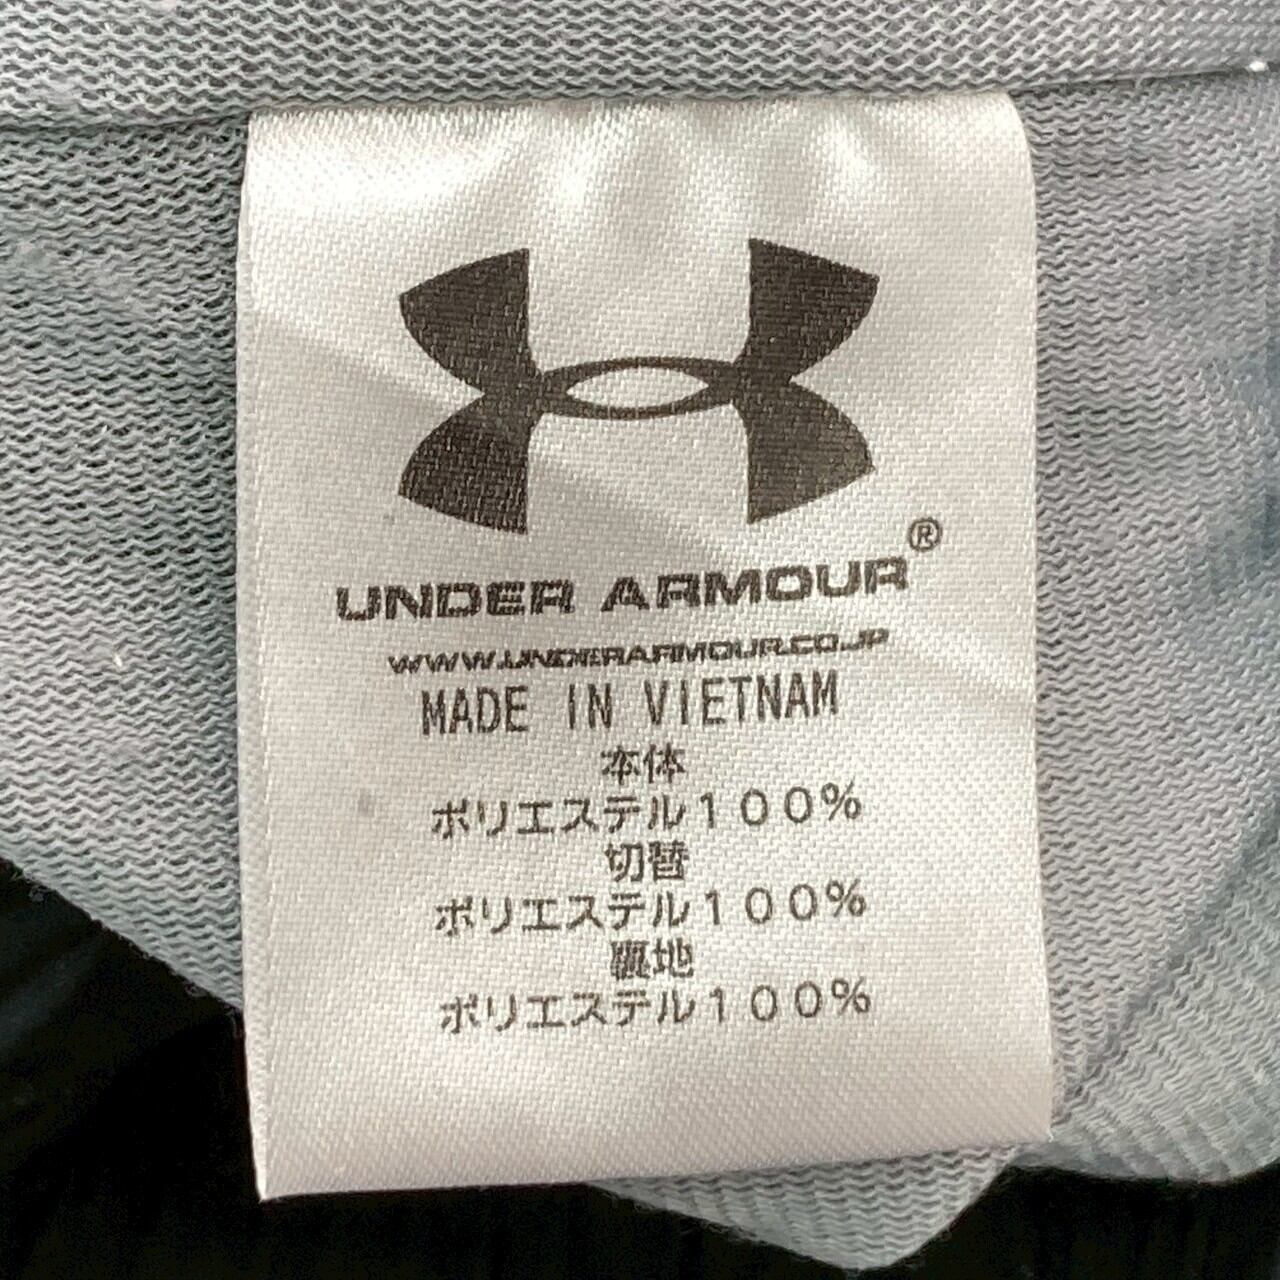 UNDER ARMOUR®
WWW.UNDERARMOUR.CO.JP
MADE IN VIETNAM
本体
ポリエステル100%
切替
ポリエステル100%
裏地
ポリエステル100%